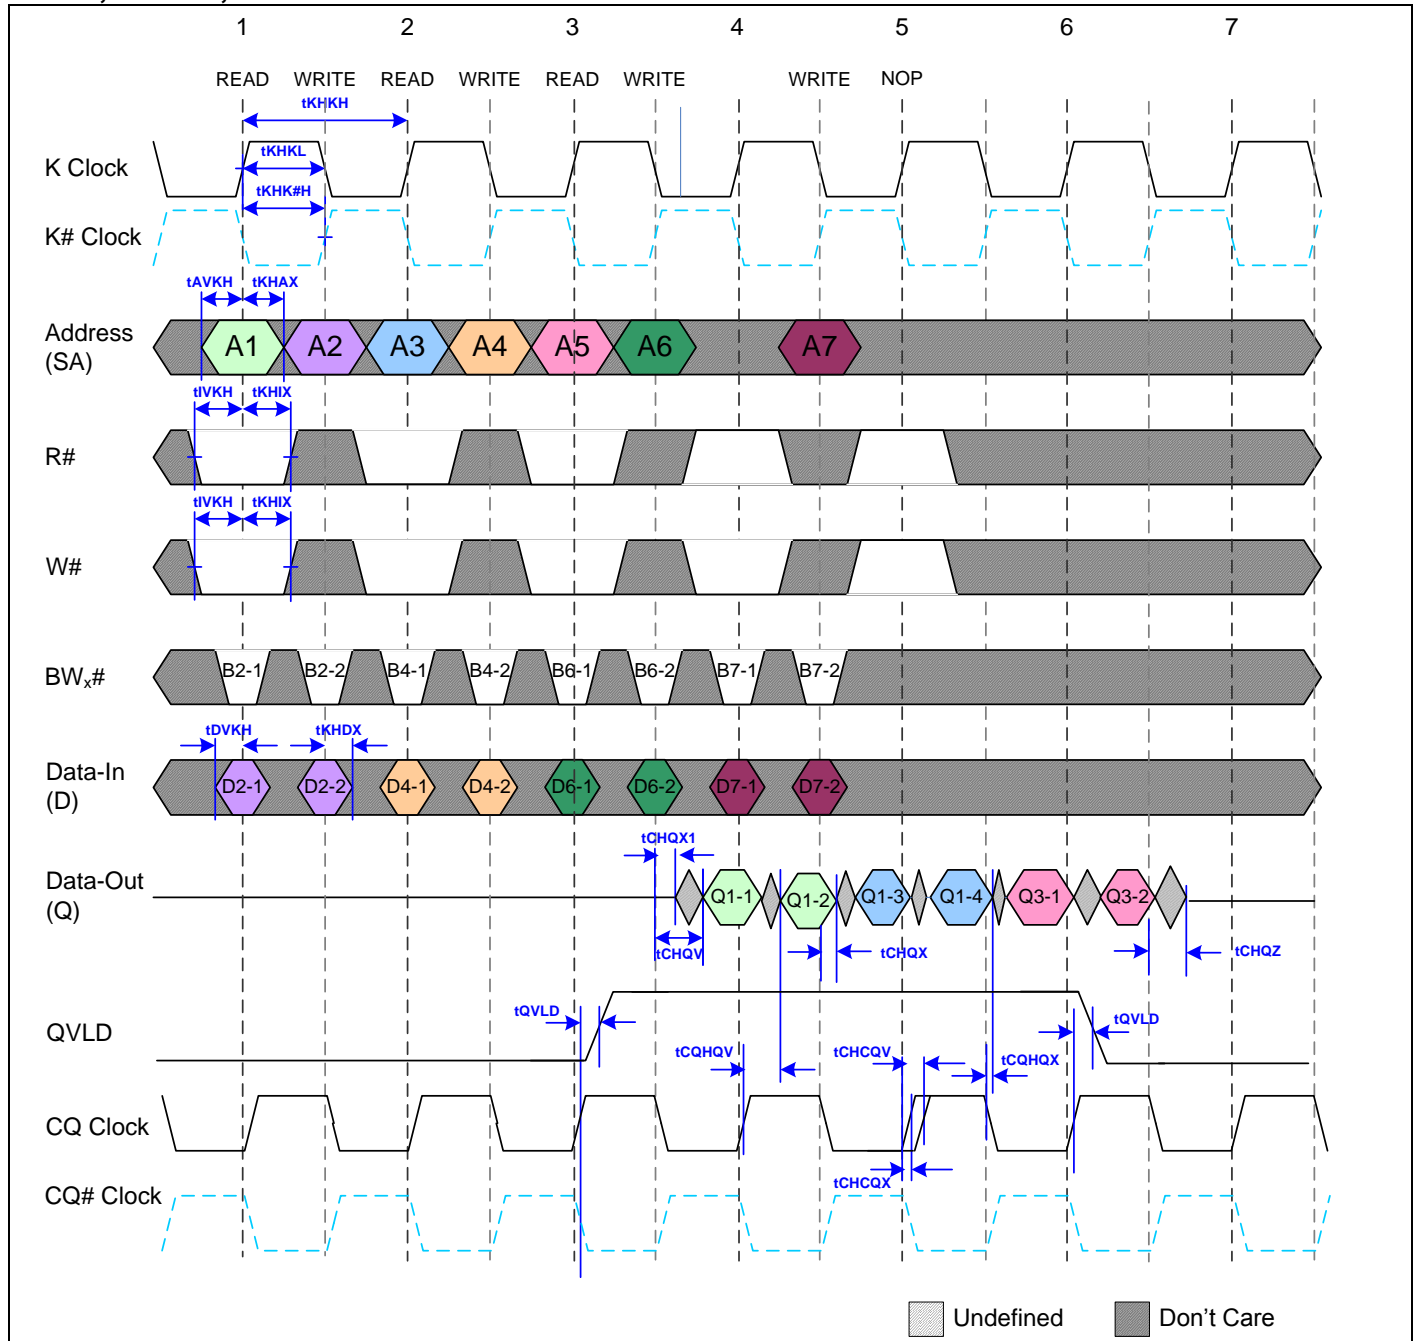 1 2 3 4 5 6 7
READ WRITE READ WRITE READ WRITE WRITE NOP
tKHKH
K Clock
tKHKL
tKHK#H
K# Clock
tAVKH tKHAX
Address
(SA)
A1 A2 A3 A4 A5 A6 A7
tIVKH tKHIX
R#
tIVKH tKHIX
W#
BWx#
B2-1 B2-2 B4-1 B4-2 B6-1 B6-2 B7-1 B7-2
tDVKH tKHDX
Data-In
(D)
D2-1 D2-2 D4-1 D4-2 D6-1 D6-2 D7-1 D7-2
tCHQX1
Data-Out
(Q)
Q1-1 Q1-2 Q1-3 Q1-4 Q3-1 Q3-2
tCHQV tCHQX tCHQZ
QVLD
tQVLD tQVLD
tCQHQV tCHCQV tCQHQX
CQ Clock
tCHCQX
CQ# Clock
Undefined Don't Care